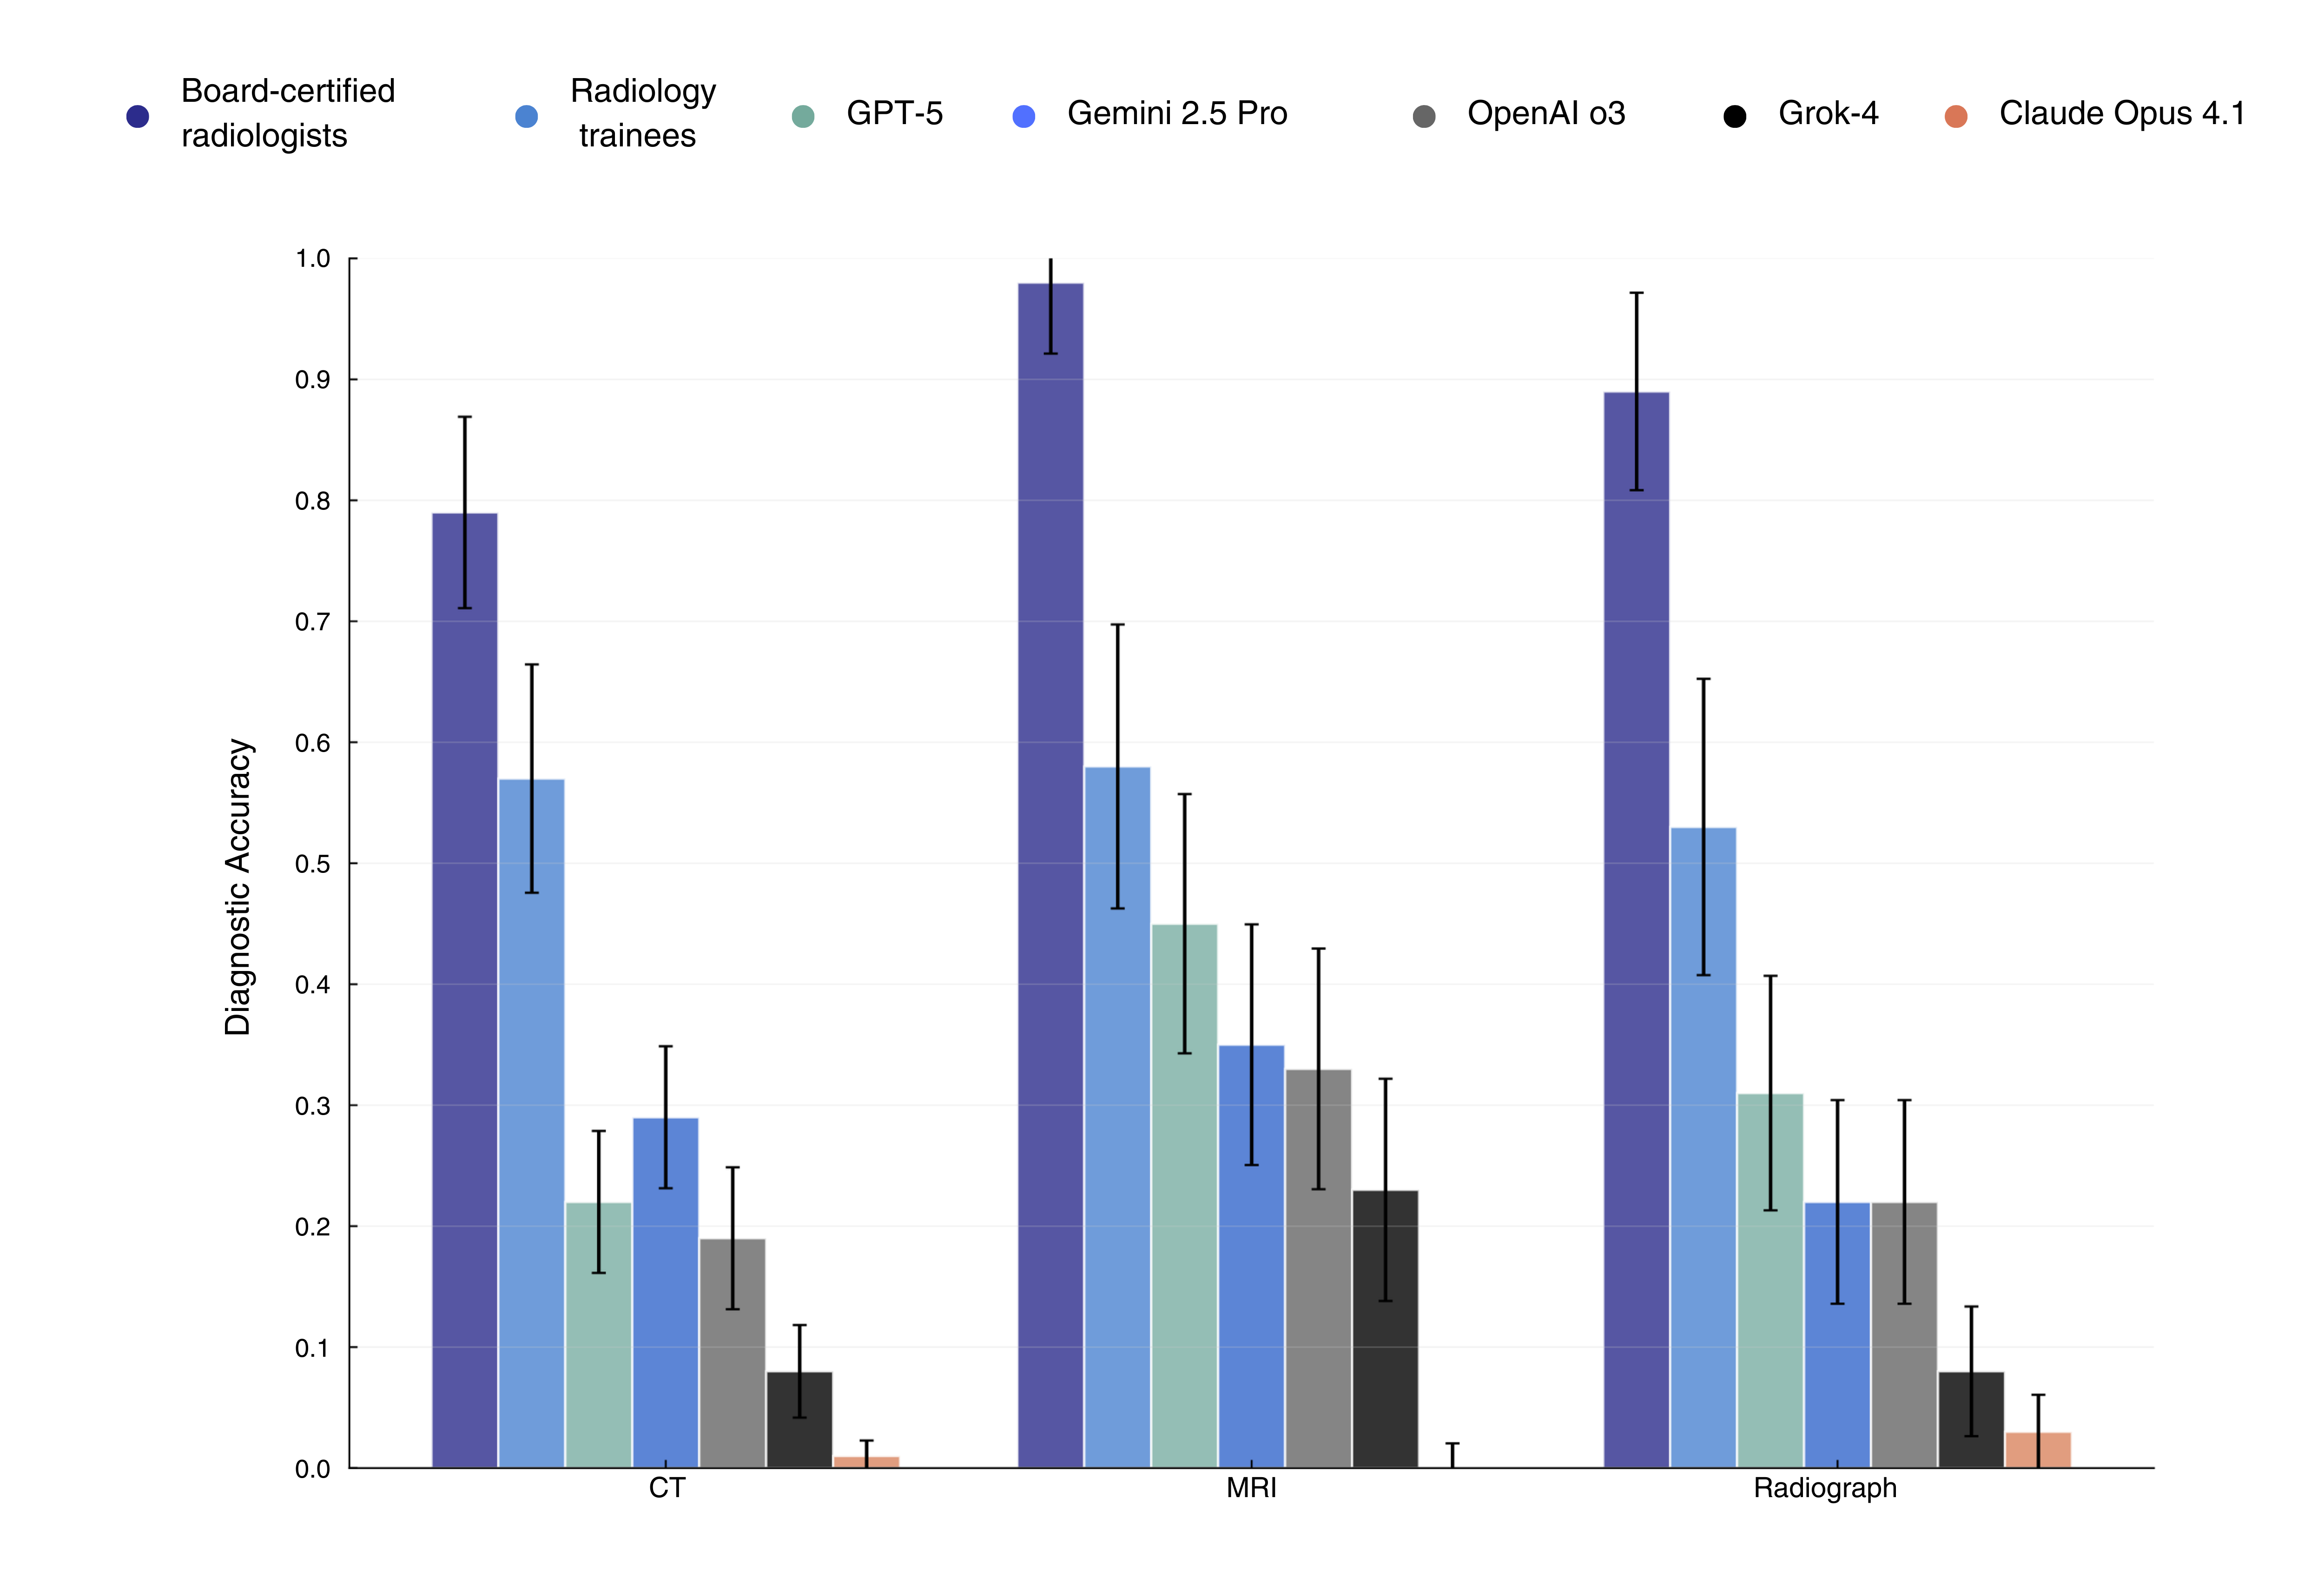 Board-certified
radiologists
Radiology
trainees
GPT-5
Gemini 2.5 Pro
OpenAI o3
Grok-4
Claude Opus 4.1
Diagnostic Accuracy
1.0
0.9
0.8
0.7
0.6
0.5
0.4
0.3
0.2
0.1
0.0
CT
MRI
Radiograph